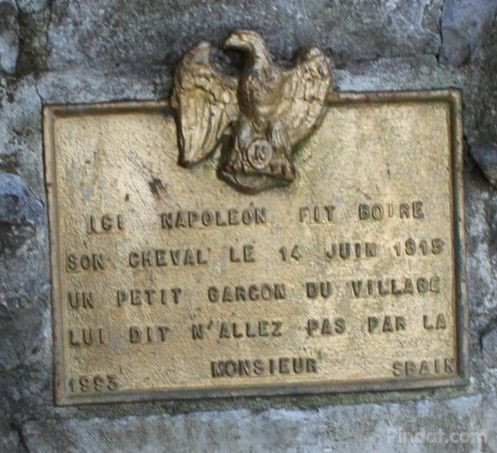 N
ICI NAPOLEON FIT BOIRE
SON CHEVAL LE 14 JUIN 1815
UN PETIT GARCON DU VILLAGE
LUI DIT N'ALLEZ PAS PAR LA
MONSIEUR
1995 SPAIN
Pindat.com